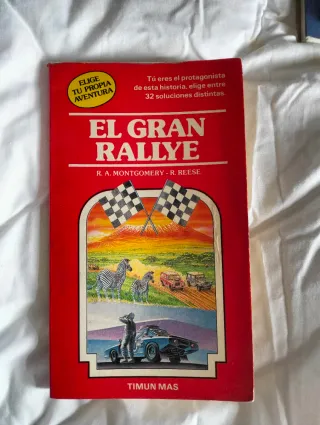 ELIGE
TU PROPIA
AVENTURA
Tú eres el protagonista
de esta historia, elige entre
32 soluciones distintas.
EL GRAN
RALLYE
R. A. MONTGOMERY - R. REESE
TIMUN MAS